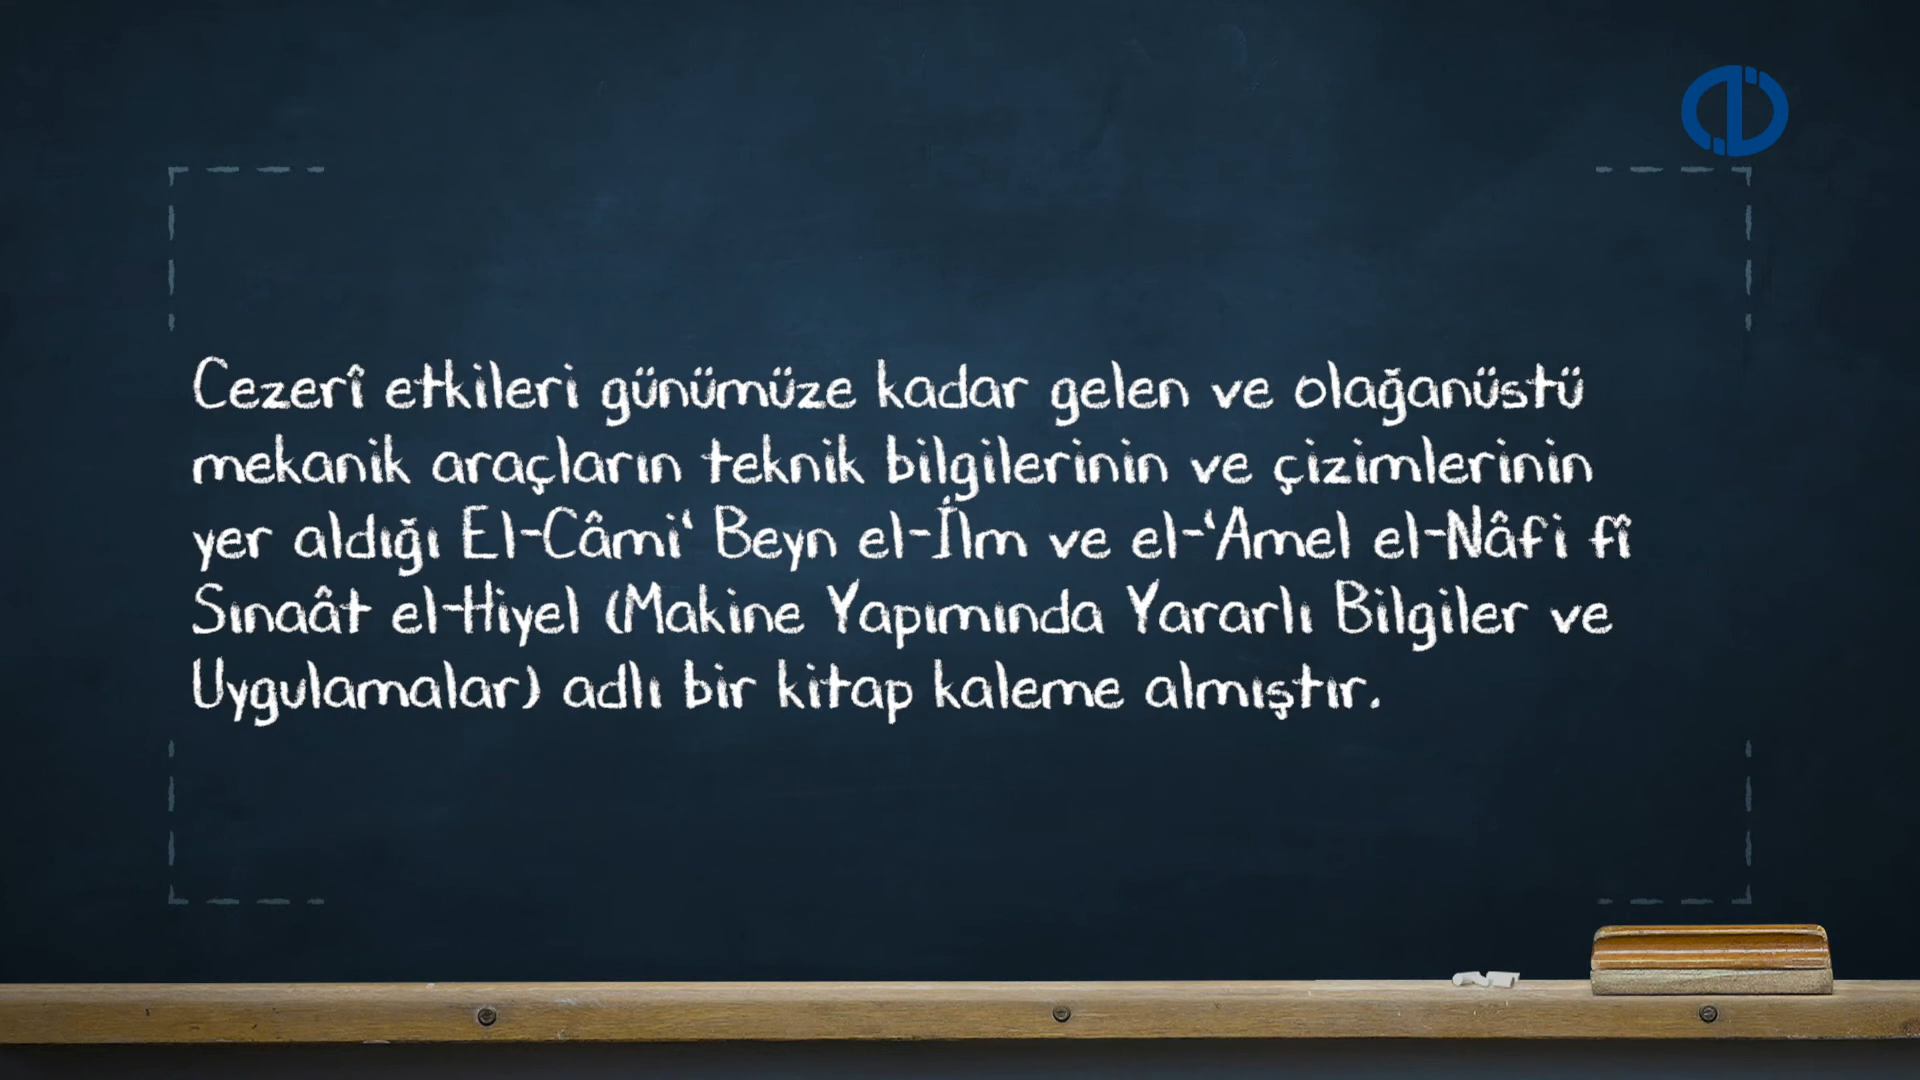 Cezerî etkileri günümüze kadar gelen ve olağanüstü
mekanik araçların teknik bilgilerinin ve çizimlerinin
yer aldığı El-Câmi‘ Beyn el-İlm ve el-‘Amel el-Nâfi fî
Sınaât el-Hiyel (Makine Yapımında Yararlı Bilgiler ve
Uygulamalar) adlı bir kitap kaleme almıştır.